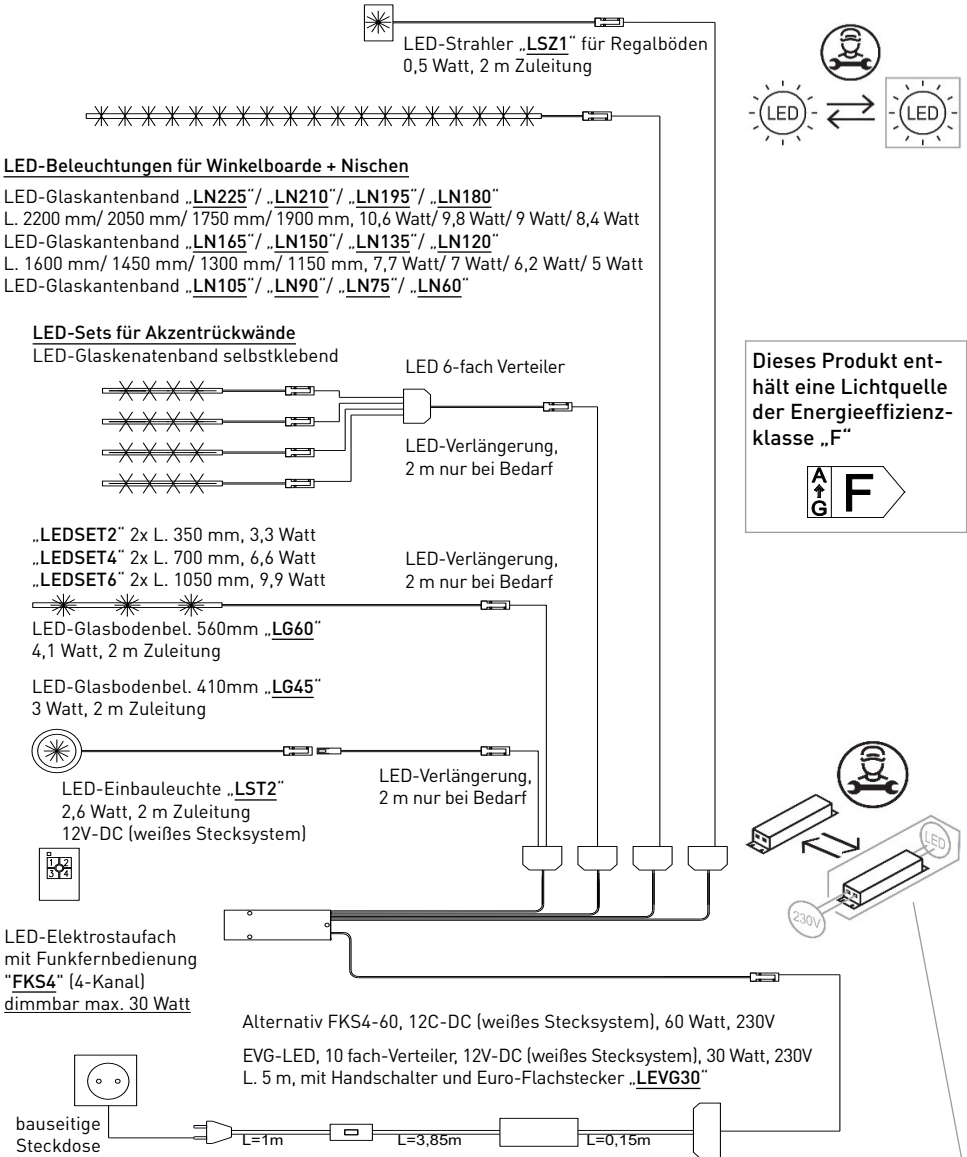 LED-Strahler „LSZ1“ für Regalböden
0,5 Watt, 2 m Zuleitung
LED
LED
LED-Beleuchtungen für Winkelboarde + Nischen
LED-Glaskantenband „LN225“/ „LN210“/ „LN195“/ „LN180“
L. 2200 mm/ 2050 mm/ 1750 mm/ 1900 mm, 10,6 Watt/ 9,8 Watt/ 9 Watt/ 8,4 Watt
LED-Glaskantenband „LN165“/ „LN150“/ „LN135“/ „LN120“
L. 1600 mm/ 1450 mm/ 1300 mm/ 1150 mm, 7,7 Watt/ 7 Watt/ 6,2 Watt/ 5 Watt
LED-Glaskantenband „LN105“/ „LN90“/ „LN75“/ „LN60“
LED-Sets für Akzentrückwände
LED-Glaskenatenband selbstklebend
LED 6-fach Verteiler
LED-Verlängerung,
2 m nur bei Bedarf
Dieses Produkt ent-
hält eine Lichtquelle
der Energieeffizienz-
klasse „F“
A
G
F
„LEDSET2“ 2x L. 350 mm, 3,3 Watt
„LEDSET4“ 2x L. 700 mm, 6,6 Watt
„LEDSET6“ 2x L. 1050 mm, 9,9 Watt
LED-Verlängerung,
2 m nur bei Bedarf
LED-Glasbodenbel. 560mm „LG60“
4,1 Watt, 2 m Zuleitung
LED-Glasbodenbel. 410mm „LG45“
3 Watt, 2 m Zuleitung
LED-Einbauleuchte „LST2“
2,6 Watt, 2 m Zuleitung
12V-DC (weißes Stecksystem)
LED-Verlängerung,
2 m nur bei Bedarf
1 2
3 4
LED
230V
LED-Elektrostaufach
mit Funkfernbedienung
"FKS4" (4-Kanal)
dimmbar max. 30 Watt
Alternativ FKS4-60, 12C-DC (weißes Stecksystem), 60 Watt, 230V
EVG-LED, 10 fach-Verteiler, 12V-DC (weißes Stecksystem), 30 Watt, 230V
L. 5 m, mit Handschalter und Euro-Flachstecker „LEVG30“
bauseitige
Steckdose
L=1m
L=3,85m
L=0,15m